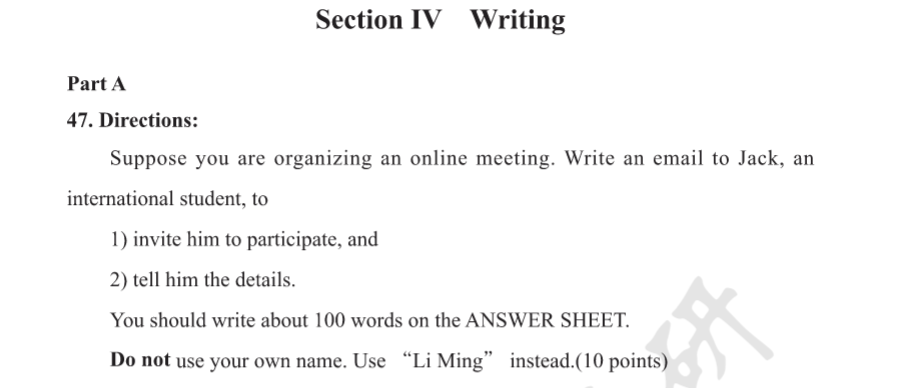 Section IV Writing
Part A
47. Directions:
Suppose you are organizing an online meeting. Write an email to Jack, an
international student, to
1) invite him to participate, and
2) tell him the details.
You should write about 100 words on the ANSWER SHEET.
Do not use your own name. Use “Li Ming” instead.(10 points)
研